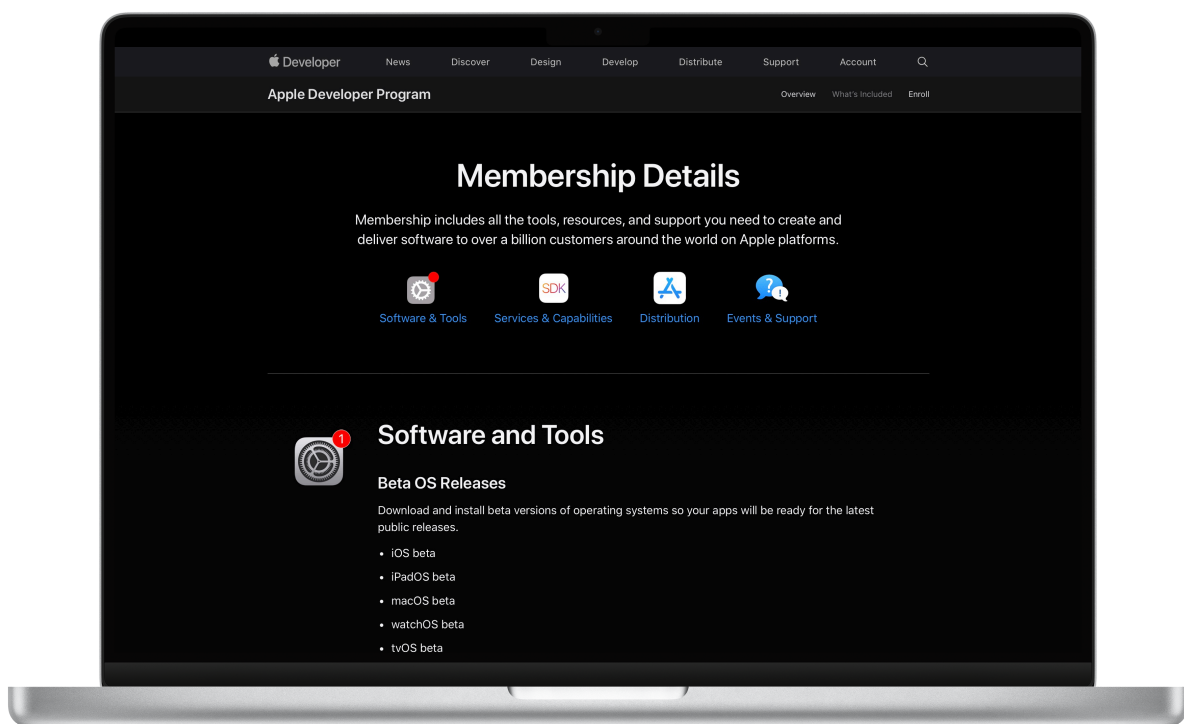 Developer
News
Discover
Design
Develop
Distribute
Support
Account
Apple Developer Program
Overview
What's Included
Enroll
Membership Details
Membership includes all the tools, resources, and support you need to create and
deliver software to over a billion customers around the world on Apple platforms.
SDK
?
!
Software & Tools
Services & Capabilities
Distribution
Events & Support
1
Software and Tools
Beta OS Releases
Download and install beta versions of operating systems so your apps will be ready for the latest
public releases.
• iOS beta
• iPadOS beta
• macOS beta
• watchOS beta
• tvOS beta